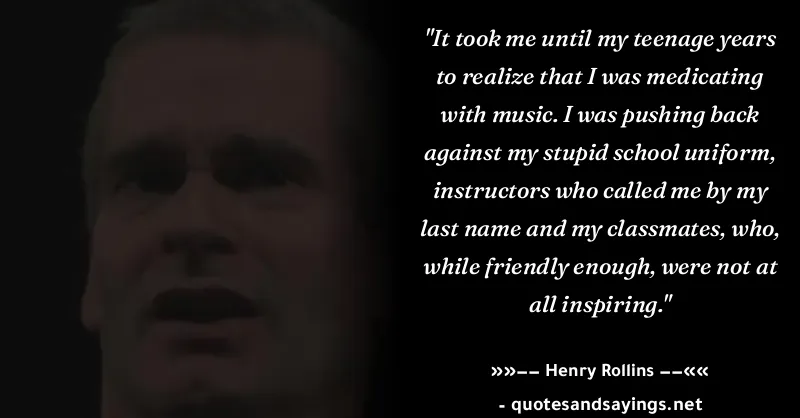 "It took me until my teenage years
to realize that I was medicating
with music. I was pushing back
against my stupid school uniform,
instructors who called me by my
last name and my classmates, who,
while friendly enough, were not at
all inspiring."
»»−− Henry Rollins −−««
- quotesandsayings.net